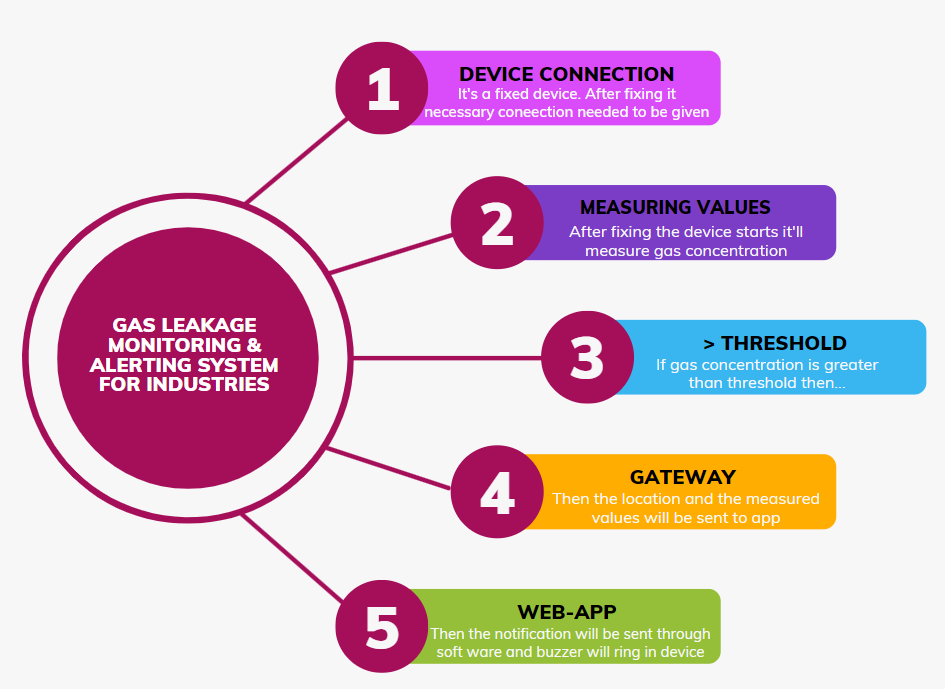 1
DEVICE CONNECTION
It's a fixed device. After fixing it
necessary coneection needed to be given
2
MEASURING VALUES
After fixing the device starts it'll
measure gas concentration
GAS LEAKAGE
MONITORING &
ALERTING SYSTEM
FOR INDUSTRIES
3
> THRESHOLD
If gas concentration is greater
than threshold then...
4
GATEWAY
Then the location and the measured
values will be sent to app
5
WEB-APP
Then the notification will be sent through
soft ware and buzzer will ring in device